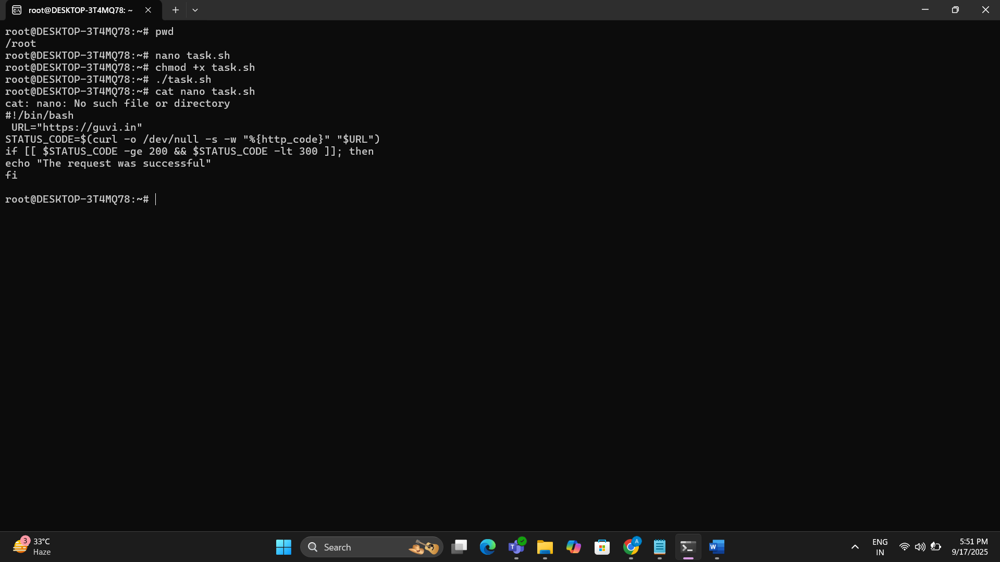 root@DESKTOP-3T4MQ78: ~
root@DESKTOP-3T4MQ78:~# pwd
/root
root@DESKTOP-3T4MQ78:~# nano task.sh
root@DESKTOP-3T4MQ78:~# chmod +x task.sh
root@DESKTOP-3T4MQ78:~# ./task.sh
root@DESKTOP-3T4MQ78:~# cat nano task.sh
cat: nano: No such file or directory
#!/bin/bash
 URL="https://guvi.in"
STATUS_CODE=$(curl -o /dev/null -s -w "%{http_code}" "$URL")
if [[ $STATUS_CODE -ge 200 && $STATUS_CODE -lt 300 ]]; then
echo "The request was successful"
fi
root@DESKTOP-3T4MQ78:~#
3
33°C
Haze
Search
T
A
W
ENG
IN
5:51 PM
9/17/2025